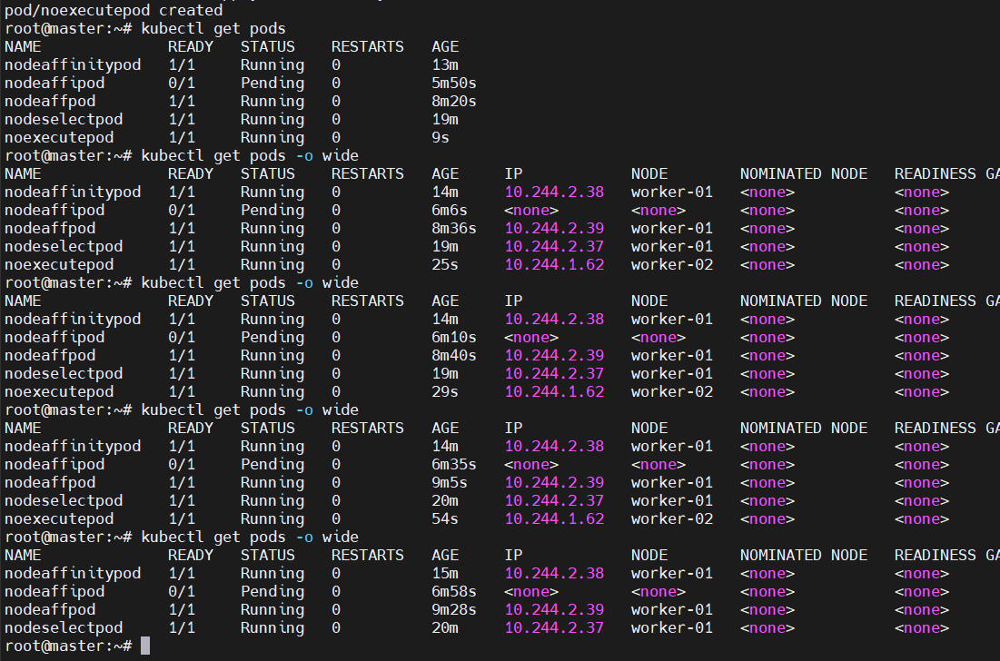 pod/noexecutepod created
root@master:~# kubectl get pods
NAME              READY   STATUS    RESTARTS   AGE
nodeaffinitypod   1/1     Running   0          13m
nodeaffipod       0/1     Pending   0          5m50s
nodeaffpod        1/1     Running   0          8m20s
nodeselectpod     1/1     Running   0          19m
noexecutepod      1/1     Running   0          9s
root@master:~# kubectl get pods -o wide
NAME              READY   STATUS    RESTARTS   AGE     IP            NODE        NOMINATED NODE   READINESS GA
nodeaffinitypod   1/1     Running   0          14m     10.244.2.38   worker-01   <none>           <none>
nodeaffipod       0/1     Pending   0          6m6s    <none>        <none>      <none>           <none>
nodeaffpod        1/1     Running   0          8m36s   10.244.2.39   worker-01   <none>           <none>
nodeselectpod     1/1     Running   0          19m     10.244.2.37   worker-01   <none>           <none>
noexecutepod      1/1     Running   0          25s     10.244.1.62   worker-02   <none>           <none>
root@master:~# kubectl get pods -o wide
NAME              READY   STATUS    RESTARTS   AGE     IP            NODE        NOMINATED NODE   READINESS GA
nodeaffinitypod   1/1     Running   0          14m     10.244.2.38   worker-01   <none>           <none>
nodeaffipod       0/1     Pending   0          6m10s   <none>        <none>      <none>           <none>
nodeaffpod        1/1     Running   0          8m40s   10.244.2.39   worker-01   <none>           <none>
nodeselectpod     1/1     Running   0          19m     10.244.2.37   worker-01   <none>           <none>
noexecutepod      1/1     Running   0          29s     10.244.1.62   worker-02   <none>           <none>
root@master:~# kubectl get pods -o wide
NAME              READY   STATUS    RESTARTS   AGE     IP            NODE        NOMINATED NODE   READINESS GA
nodeaffinitypod   1/1     Running   0          14m     10.244.2.38   worker-01   <none>           <none>
nodeaffipod       0/1     Pending   0          6m35s   <none>        <none>      <none>           <none>
nodeaffpod        1/1     Running   0          9m5s    10.244.2.39   worker-01   <none>           <none>
nodeselectpod     1/1     Running   0          20m     10.244.2.37   worker-01   <none>           <none>
noexecutepod      1/1     Running   0          54s     10.244.1.62   worker-02   <none>           <none>
root@master:~# kubectl get pods -o wide
NAME              READY   STATUS    RESTARTS   AGE     IP            NODE        NOMINATED NODE   READINESS GA
nodeaffinitypod   1/1     Running   0          15m     10.244.2.38   worker-01   <none>           <none>
nodeaffipod       0/1     Pending   0          6m58s   <none>        <none>      <none>           <none>
nodeaffpod        1/1     Running   0          9m28s   10.244.2.39   worker-01   <none>           <none>
nodeselectpod     1/1     Running   0          20m     10.244.2.37   worker-01   <none>           <none>
root@master:~#